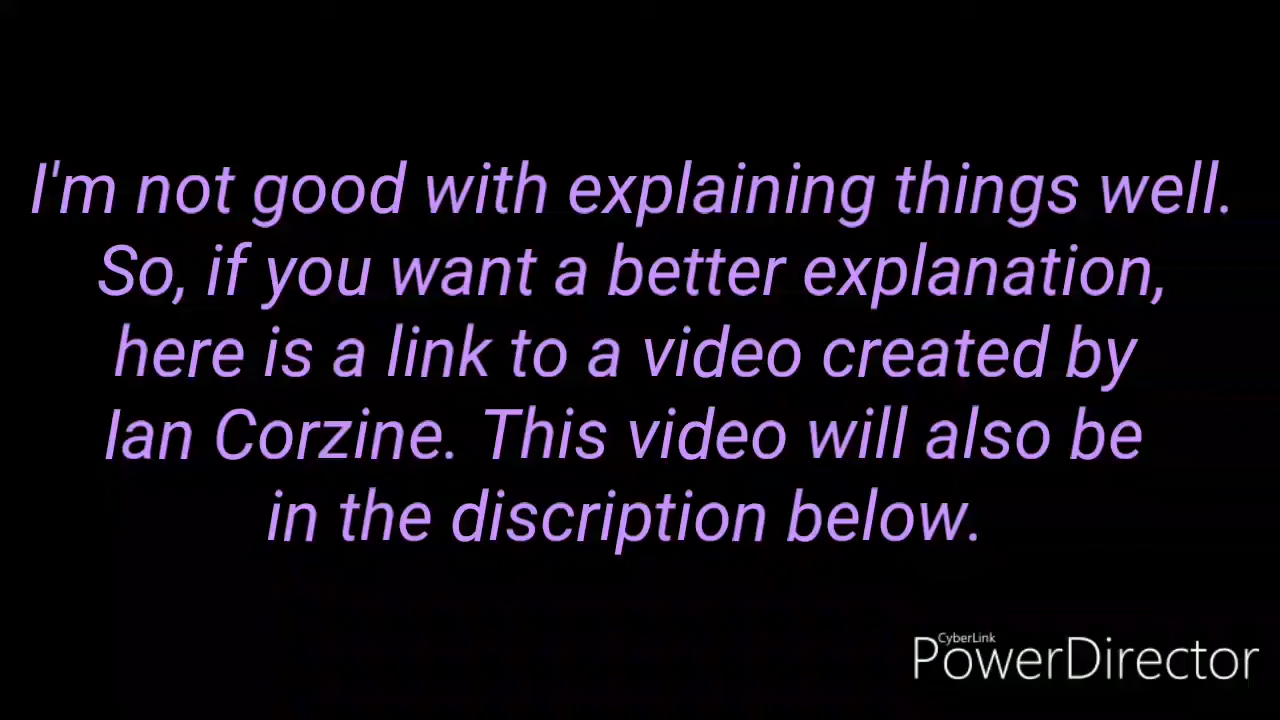 I'm not good with explaining things well.
So, if you want a better explanation,
here is a link to a video created by
Ian Corzine. This video will also be
in the discription below.
CyberLink
PowerDirector